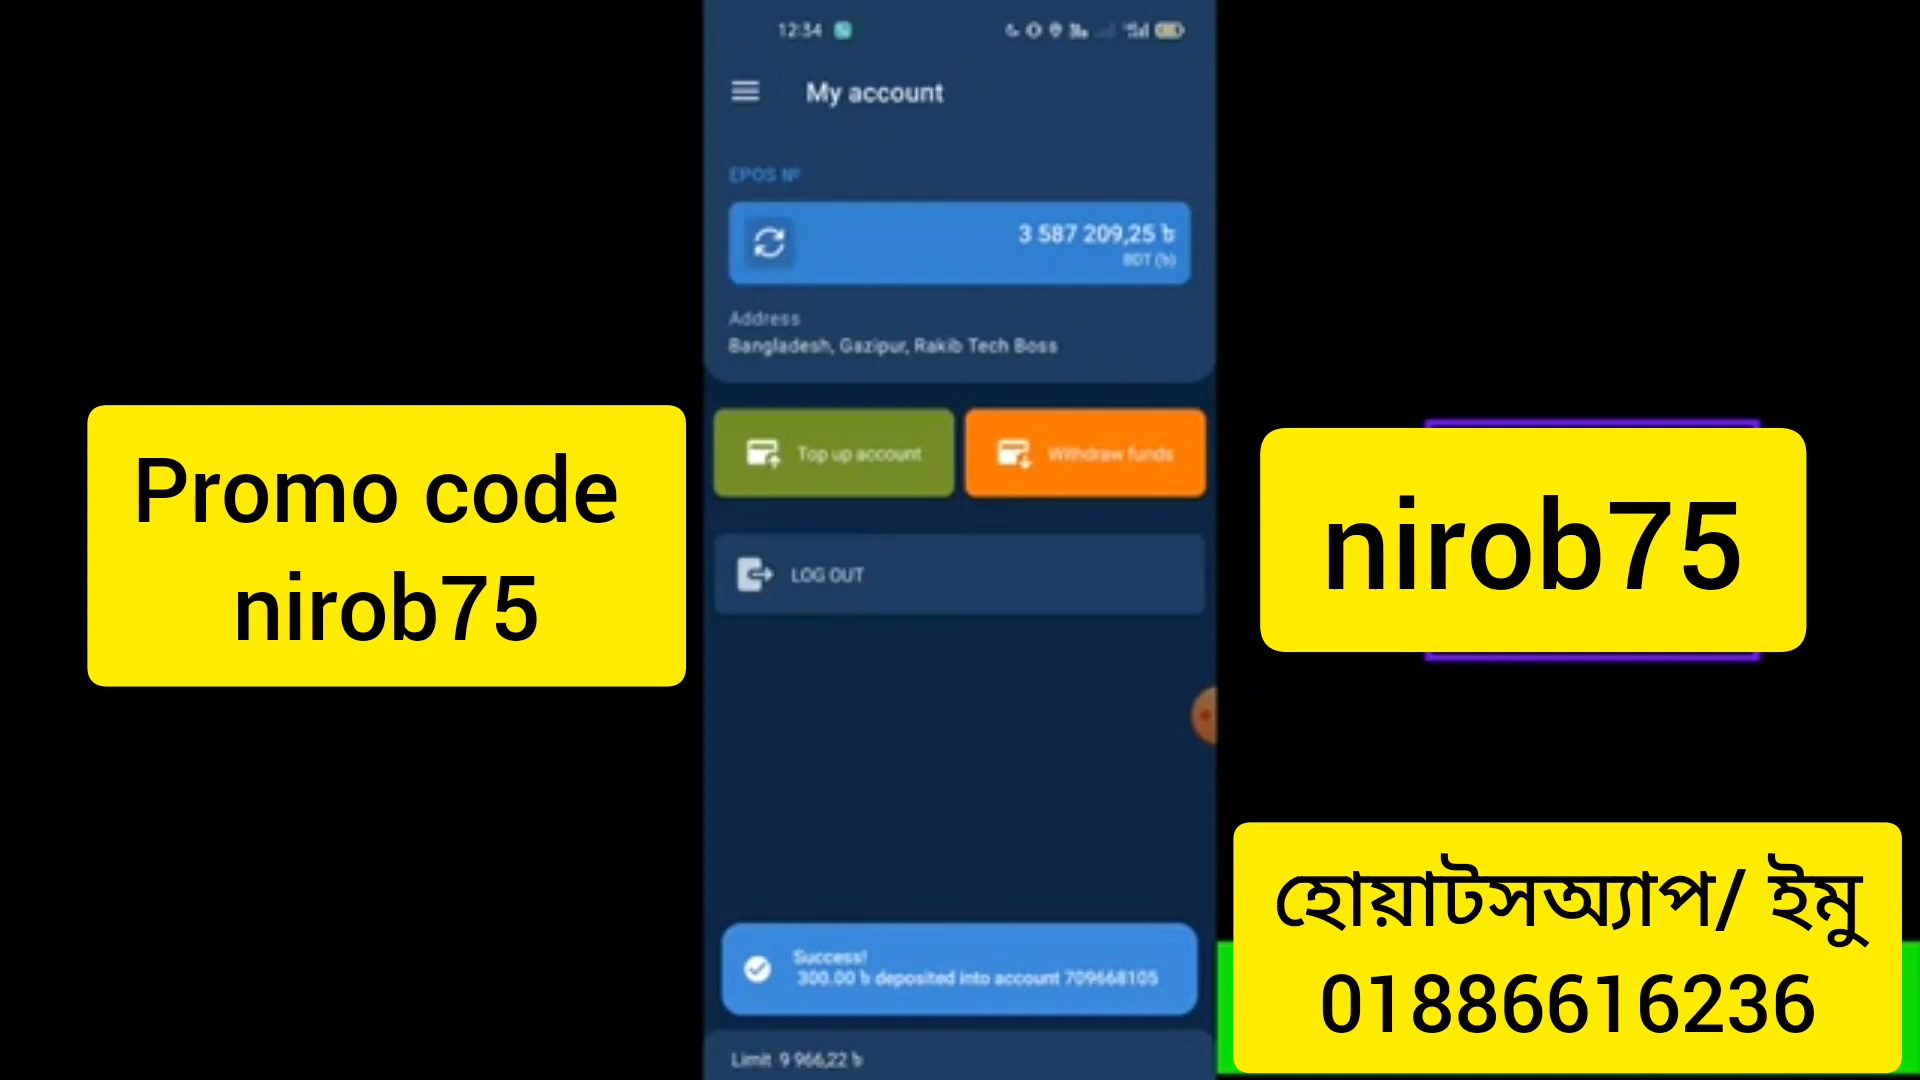 12:34
My account
EPOS №
3 587 209,25 ৳
BDT (৳)
Address
Bangladesh, Gazipur, Rakib Tech Boss
Top up account
Withdraw funds
LOG OUT
Success!
300.00 ৳ deposited into account 709668105
Limit 9 966,22 ৳
Promo code
nirob75
nirob75
হোয়াটসঅ্যাপ/ ইমু
01886616236